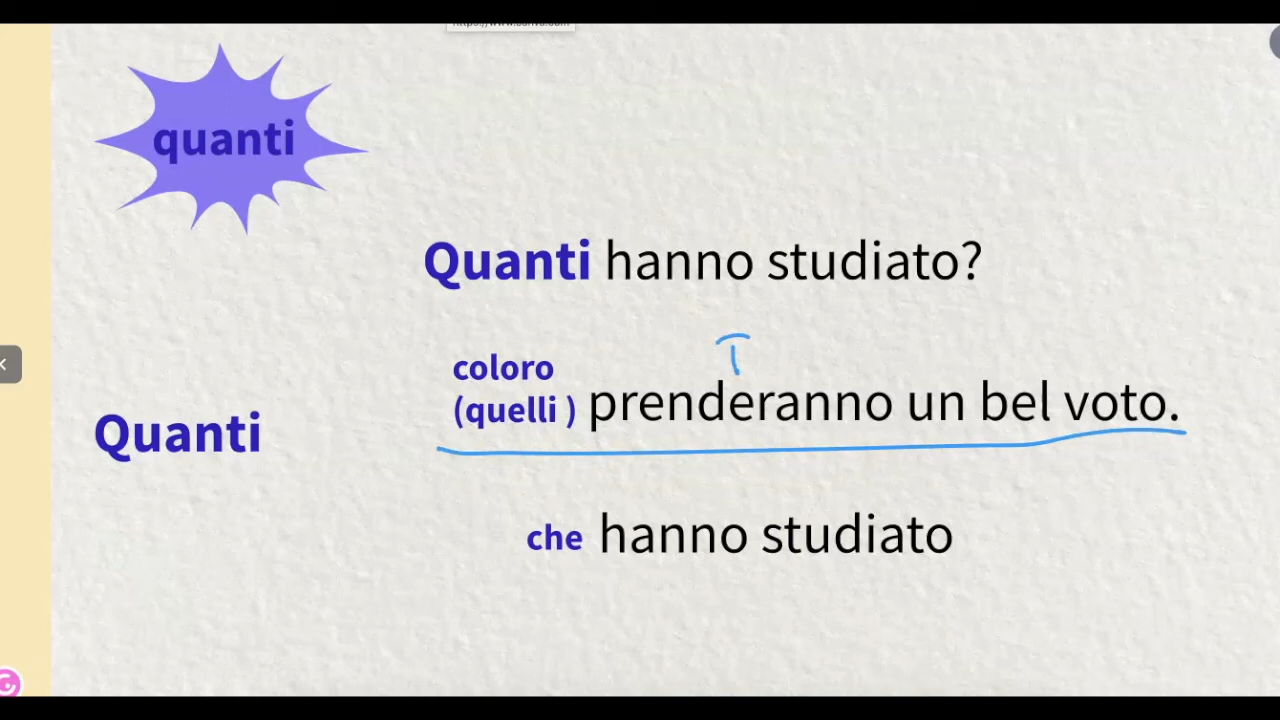 quanti
Quanti hanno studiato?
coloro
(quelli ) prenderanno un bel voto.
Quanti
che hanno studiato